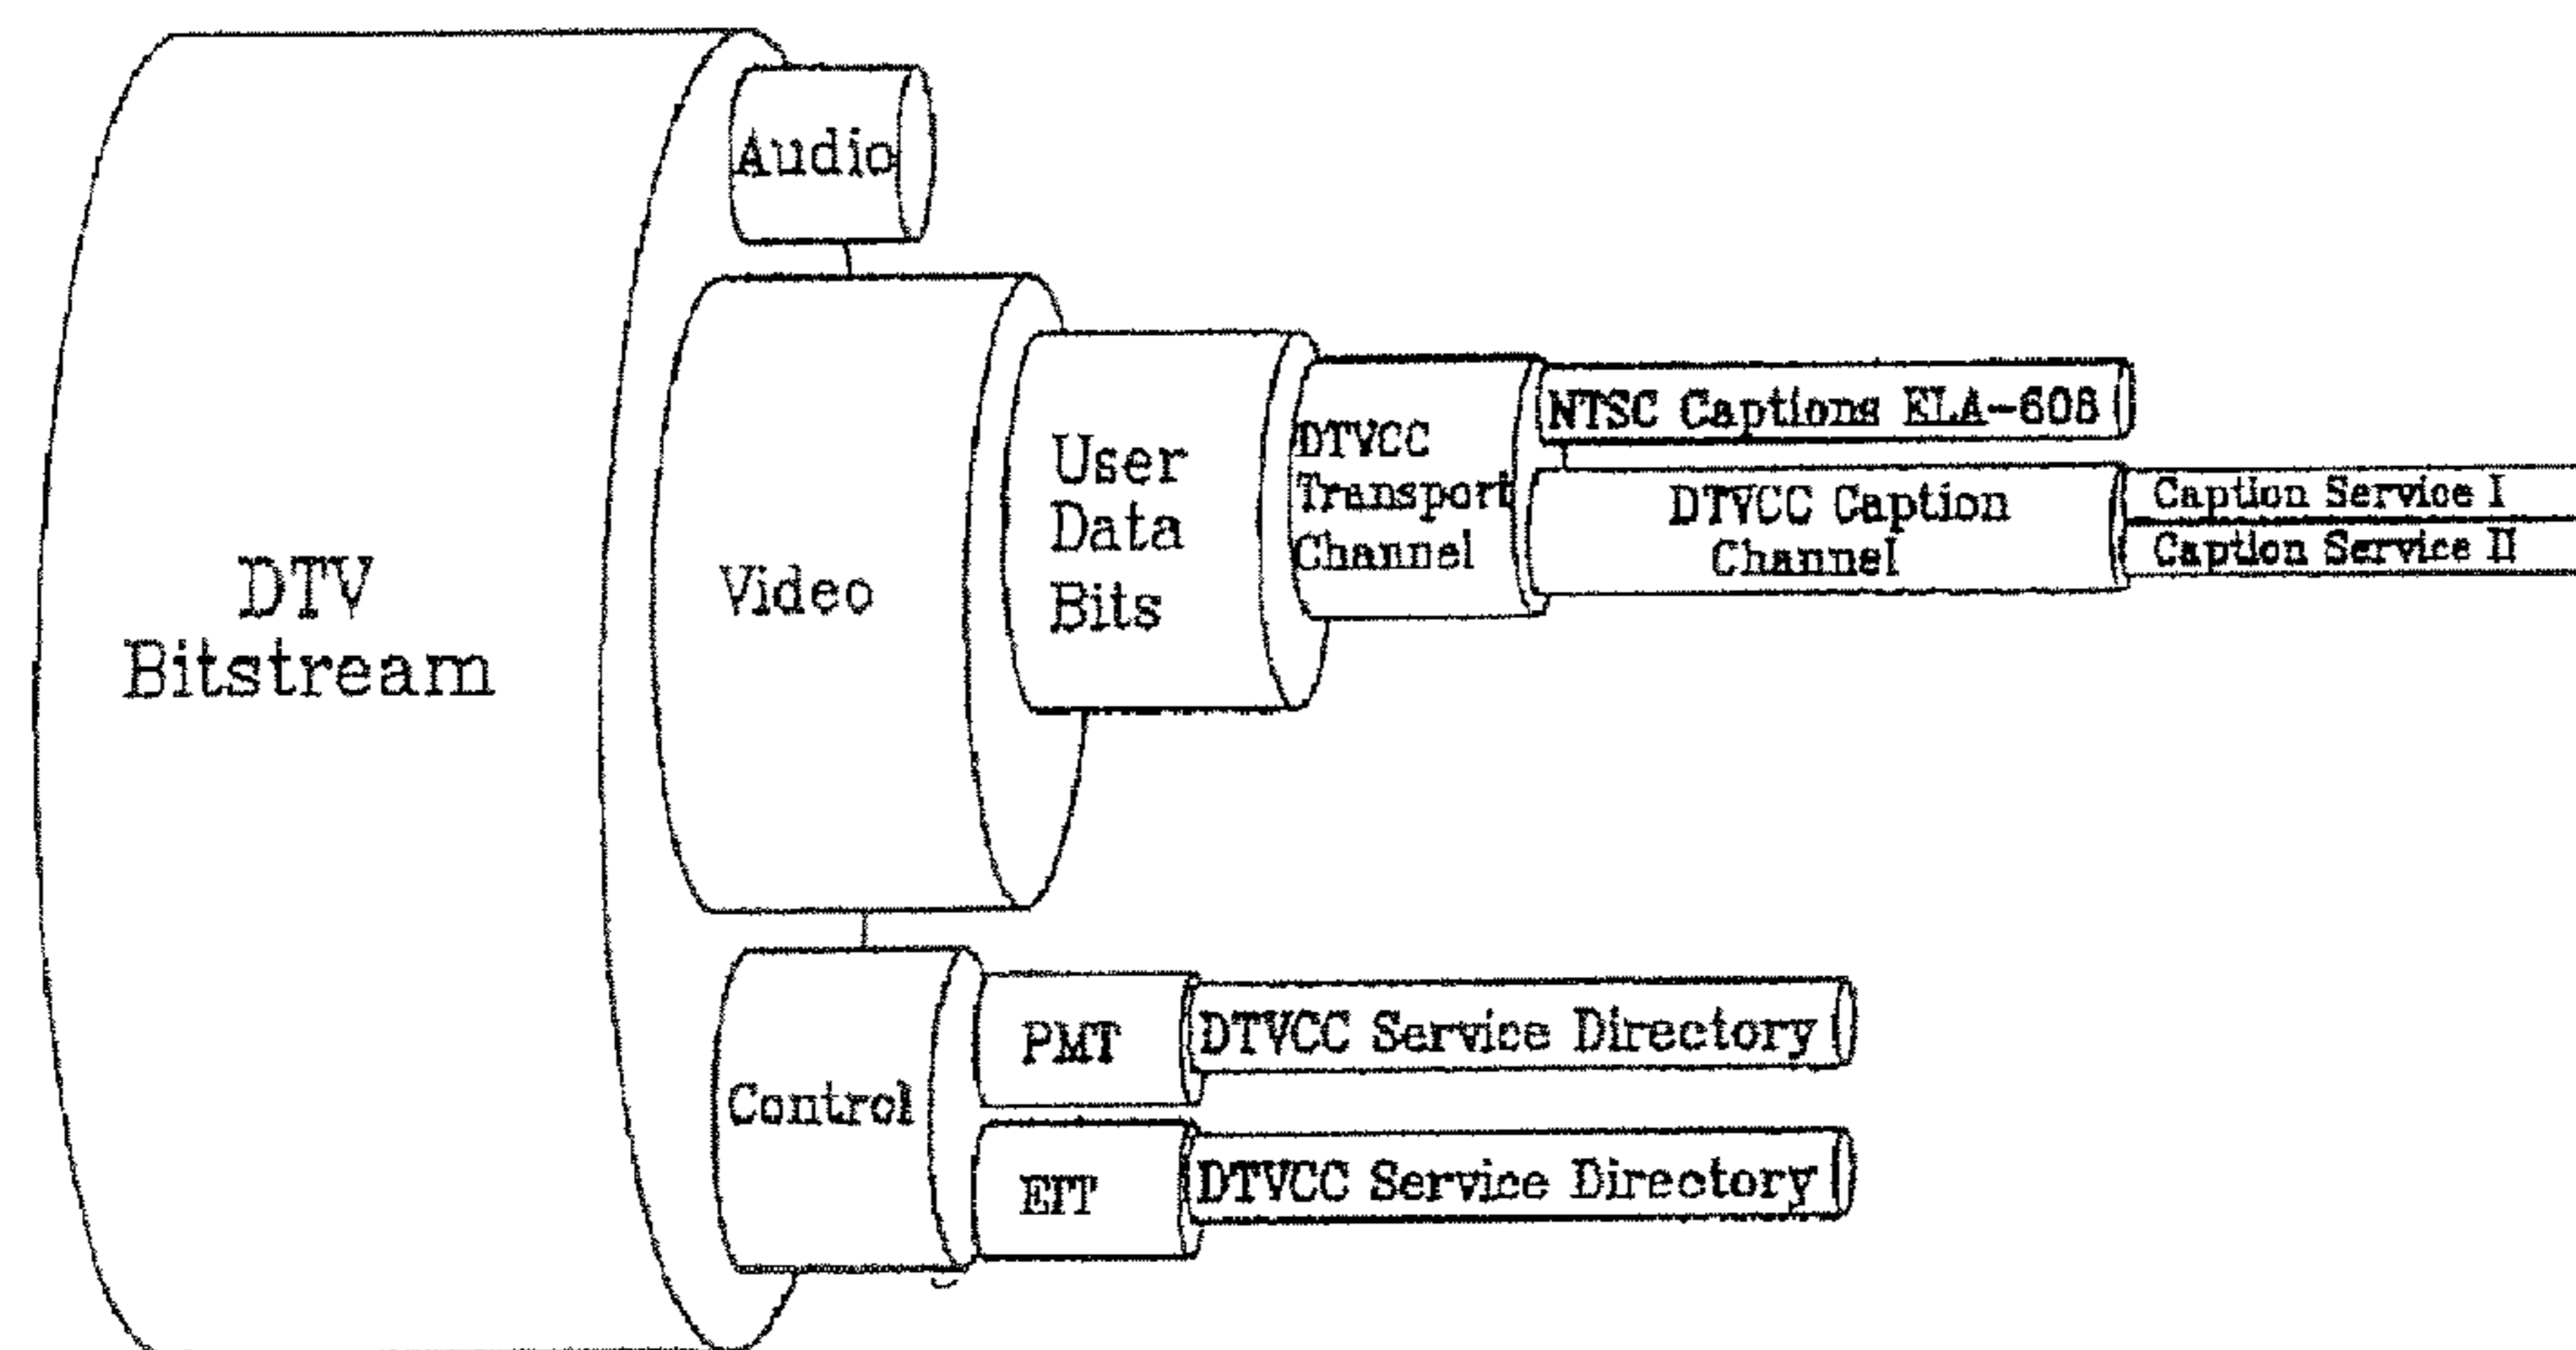 DTV
Bitstream
Audio
Video
User
Data
Bits
DTVCC
Transport
Channel
NTSC Captions ELA-608
DTVCC Caption
Channel
Caption Service I
Caption Service II
Control
PMT
DTVCC Service Directory
EIT
DTVCC Service Directory